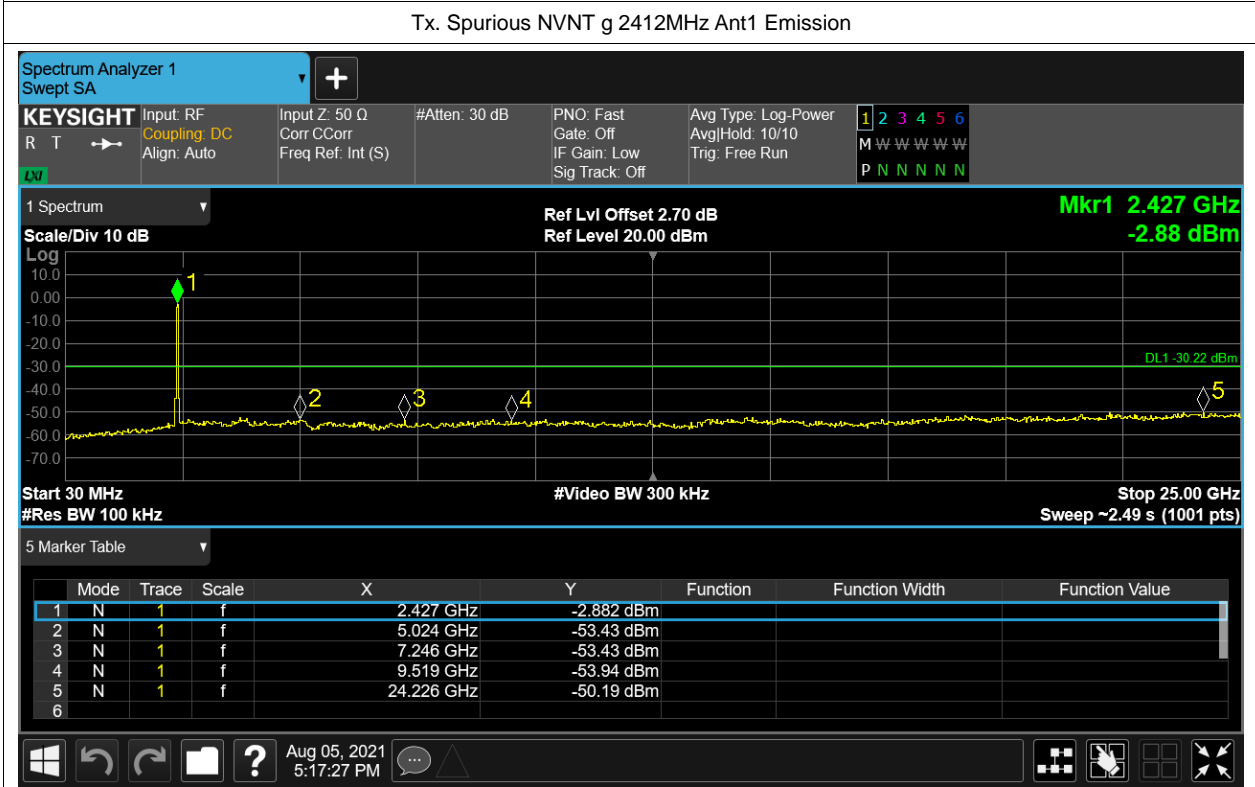 Tx. Spurious NVNT g 2412MHz Ant1 Emission
Spectrum Analyzer 1
Swept SA
KEYSIGHT
R T
LXI
Input: RF
Coupling: DC
Align: Auto
Input Z: 50 Ω
Corr CCorr
Freq Ref: Int (S)
#Atten: 30 dB
PNO: Fast
Gate: Off
IF Gain: Low
Sig Track: Off
Avg Type: Log-Power
Avg|Hold: 10/10
Trig: Free Run
1 2 3 4 5 6
M W W W W W
P N N N N N
1 Spectrum
Scale/Div 10 dB
Ref Lvl Offset 2.70 dB
Ref Level 20.00 dBm
Mkr1 2.427 GHz
-2.88 dBm
Log
10.0
0.00
-10.0
-20.0
-30.0
-40.0
-50.0
-60.0
-70.0
1
2
3
4
5
DL1 -30.22 dBm
Start 30 MHz
#Video BW 300 kHz
Stop 25.00 GHz
#Res BW 100 kHz
Sweep ~2.49 s (1001 pts)
5 Marker Table
Mode Trace Scale X Y Function Function Width Function Value
1 N 1 f 2.427 GHz -2.882 dBm
2 N 1 f 5.024 GHz -53.43 dBm
3 N 1 f 7.246 GHz -53.43 dBm
4 N 1 f 9.519 GHz -53.94 dBm
5 N 1 f 24.226 GHz -50.19 dBm
6
?
Aug 05, 2021
5:17:27 PM